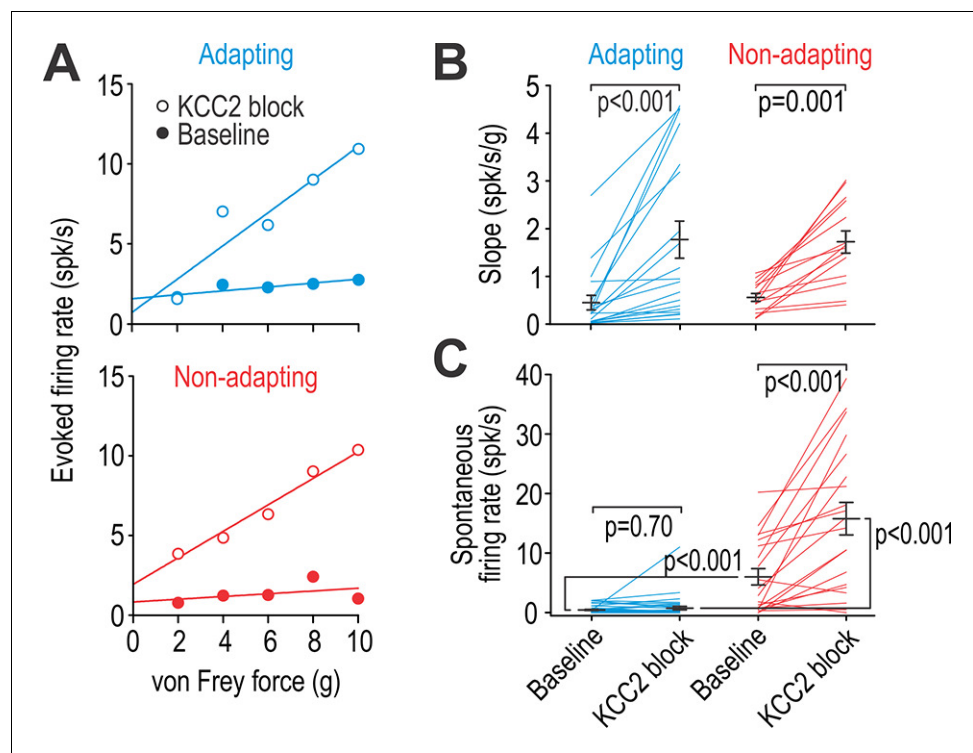 A
Adapting
15
10
5
0
KCC2 block
Baseline
Evoked firing rate (spk/s)
Non-adapting
15
10
5
0
0 2 4 6 8 10
von Frey force (g)
B
Adapting Non-adapting
p<0.001 p=0.001
5
4
3
2
1
0
Slope (spk/s/g)
C
p<0.001
40
30
20
10
0
Spontaneous
firing rate (spk/s)
p=0.70
p<0.001
p<0.001
Baseline KCC2 block Baseline KCC2 block